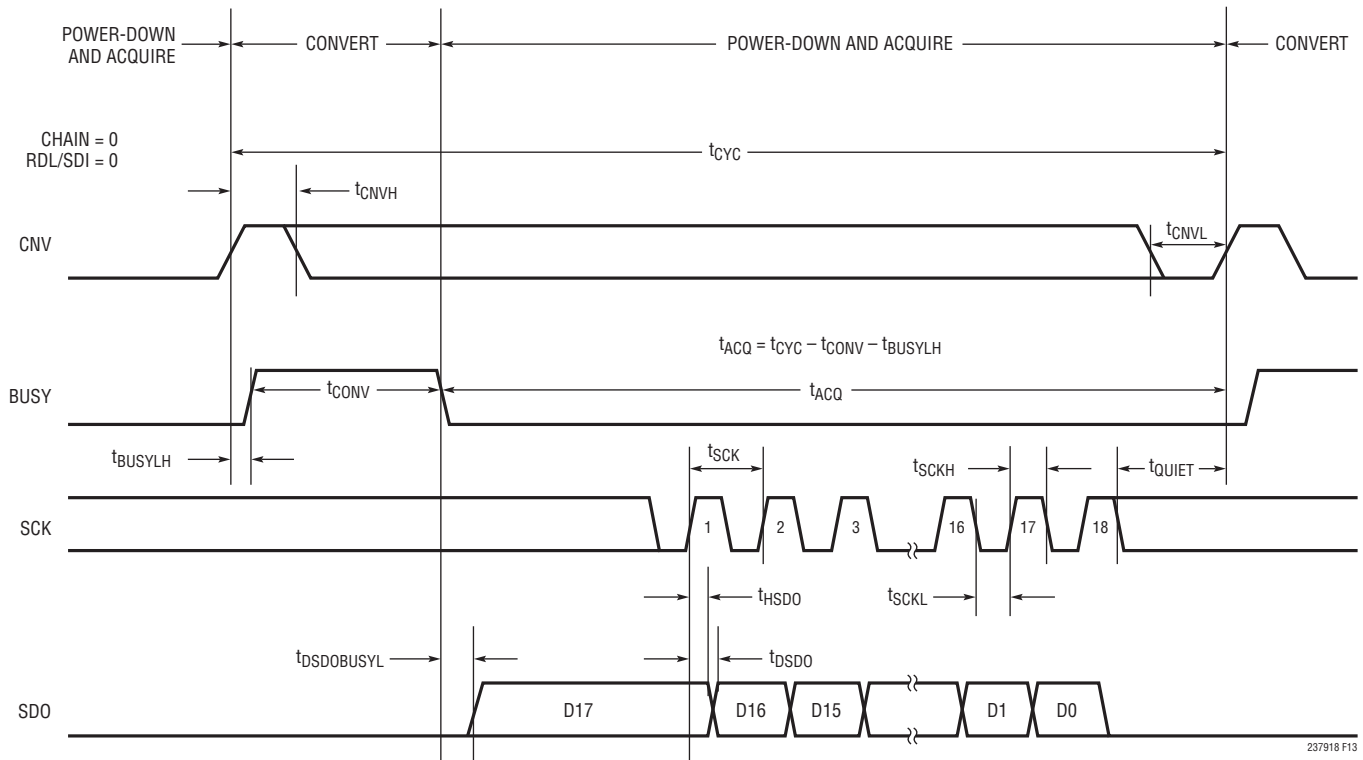 POWER-DOWN
AND ACQUIRE
CONVERT
POWER-DOWN AND ACQUIRE
CONVERT
CHAIN = 0
RDL/SDI = 0
tCYC
tCNVH
CNV
tCNVL
tACQ = tCYC – tCONV – tBUSYLH
BUSY
tCONV
tACQ
tBUSYLH
tSCK
tSCKH
tQUIET
SCK
1
2
3
16
17
18
tHSDO
tSCKL
tDSDOBUSYL
tDSDO
SDO
D17
D16
D15
D1
D0
237918 F13